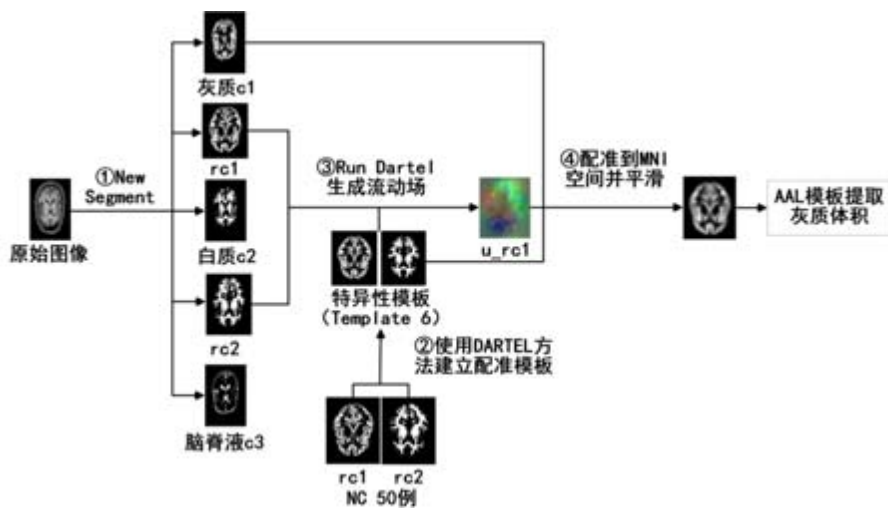 灰质c1
rc1
①New
Segment
原始图像
白质c2
rc2
脑脊液c3
③Run Dartel
生成流动场
u_rc1
特异性模板
(Template 6)
②使用DARTEL方
法建立配准模板
rc1
rc2
NC 50例
④配准到MNI
空间并平滑
AAL模板提取
灰质体积